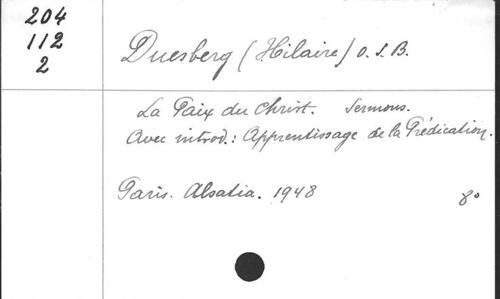 204
112
2
Duesberg (Hilaire) O.S.B.
La Paix du Christ. Sermons.
Avec introd.: Apprentissage de la Prédication.
Paris. Alsatia. 1948 8°